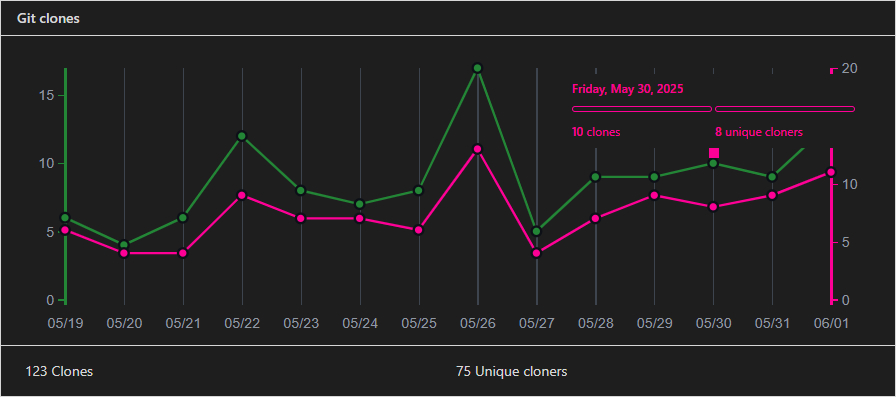 Git clones
20
Friday, May 30, 2025
15
10 clones 8 unique cloners
10 10
5 5
0 0
05/19 05/20 05/21 05/22 05/23 05/24 05/25 05/26 05/27 05/28 05/29 05/30 05/31 06/01
123 Clones 75 Unique cloners